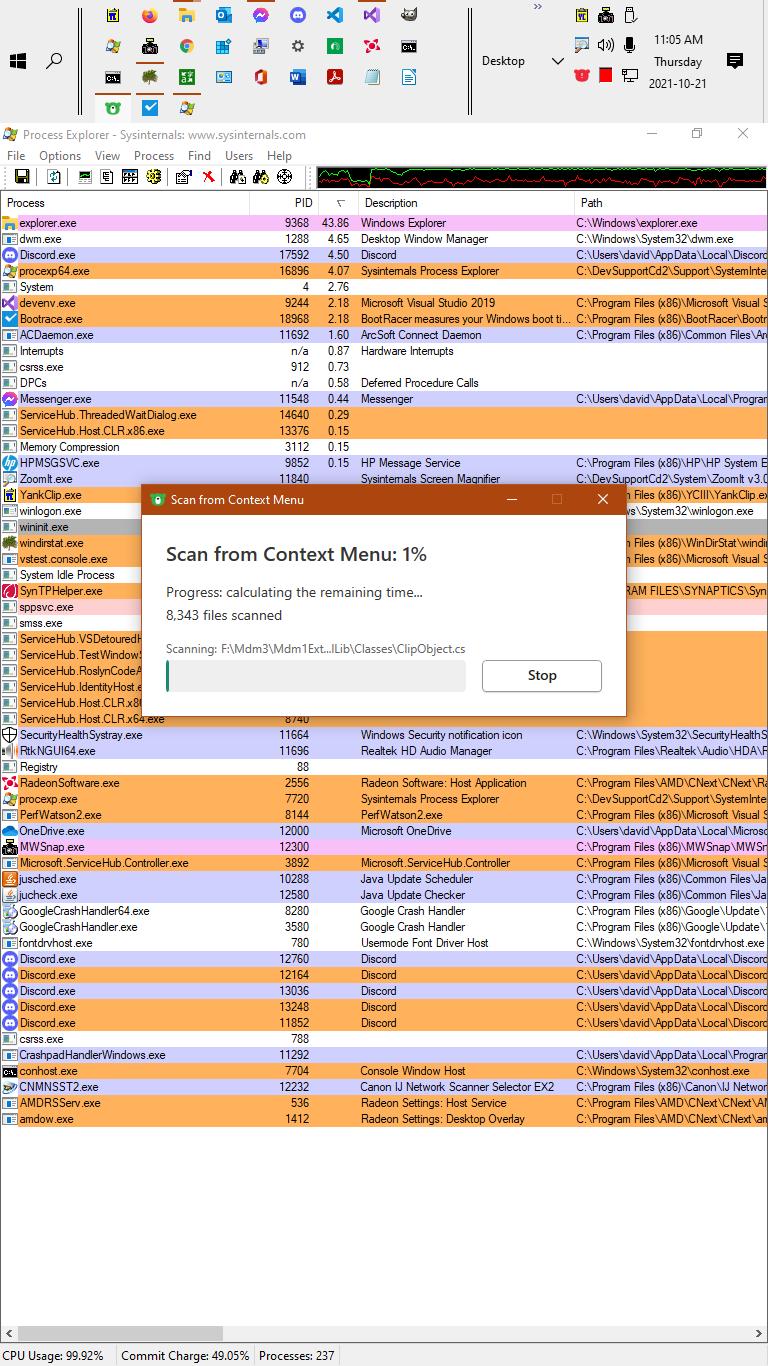 11:05 AM
Desktop
Thursday
2021-10-21
Process Explorer - Sysinternals: www.sysinternals.com
File Options View Process Find Users Help
Process PID Description Path
explorer.exe 9368 43.86 Windows Explorer C:\Windows\explorer.exe
dwm.exe 1288 4.65 Desktop Window Manager C:\Windows\System32\dwm.exe
Discord.exe 17592 4.50 Discord C:\Users\david\AppData\Local\Discord
procexp64.exe 16896 4.07 Sysinternals Process Explorer C:\DevSupportCd2\Support\SystemInte
System 4 2.76
devenv.exe 9244 2.18 Microsoft Visual Studio 2019 C:\Program Files (x86)\Microsoft Visual S
Bootrace.exe 18968 2.18 BootRacer measures your Windows boot ti... C:\Program Files (x86)\BootRacer\Bootr
ACDaemon.exe 11692 1.60 ArcSoft Connect Daemon C:\Program Files (x86)\Common Files\Ar
Interrupts n/a 0.87 Hardware Interrupts
csrss.exe 912 0.73
DPCs n/a 0.58 Deferred Procedure Calls
Messenger.exe 11548 0.44 Messenger C:\Users\david\AppData\Local\Program
ServiceHub.ThreadedWaitDialog.exe 14640 0.29
ServiceHub.Host.CLR.x86.exe 13376 0.15
Memory Compression 3112 0.15
HPMSGSVC.exe 9852 0.15 HP Message Service C:\Program Files (x86)\HP\HP System E
ZoomIt.exe 11840 Sysinternals Screen Magnifier C:\DevSupportCd2\System\ZoomIt v3.0
YankClip.exe m Files (x86)\YCIII\YankClip.ex
winlogon.exe ws\System32\winlogon.exe
wininit.exe
windirstat.exe m Files (x86)\WinDirStat\windir
vstest.console.exe m Files (x86)\Microsoft Visual S
System Idle Process
SynTPHelper.exe RAM FILES\SYNAPTICS\Syn
sppsvc.exe
smss.exe
ServiceHub.VSDetouredH
ServiceHub.TestWindowS
ServiceHub.RoslynCodeA
ServiceHub.IdentityHost.e
ServiceHub.Host.CLR.x86
ServiceHub.Host.CLR.x64.exe 8740
Scan from Context Menu
Scan from Context Menu: 1%
Progress: calculating the remaining time...
8,343 files scanned
Scanning: F:\Mdm3\Mdm1Ext...lLib\Classes\ClipObject.cs
Stop
SecurityHealthSystray.exe 11664 Windows Security notification icon C:\Windows\System32\SecurityHealthS
RtkNGUI64.exe 11696 Realtek HD Audio Manager C:\Program Files\Realtek\Audio\HDA\R
Registry 88
RadeonSoftware.exe 2556 Radeon Software: Host Application C:\Program Files\AMD\CNext\CNext\Ra
procexp.exe 7720 Sysinternals Process Explorer C:\DevSupportCd2\Support\SystemInte
PerfWatson2.exe 8144 PerfWatson2.exe C:\Program Files (x86)\Microsoft Visual S
OneDrive.exe 12000 Microsoft OneDrive C:\Users\david\AppData\Local\Microso
MWSnap.exe 12300 C:\Program Files (x86)\MWSnap\MWSn
Microsoft.ServiceHub.Controller.exe 3892 Microsoft.ServiceHub.Controller C:\Program Files (x86)\Microsoft Visual S
jusched.exe 10288 Java Update Scheduler C:\Program Files (x86)\Common Files\Ja
jucheck.exe 12580 Java Update Checker C:\Program Files (x86)\Common Files\Ja
GoogleCrashHandler64.exe 8280 Google Crash Handler C:\Program Files (x86)\Google\Update\
GoogleCrashHandler.exe 3580 Google Crash Handler C:\Program Files (x86)\Google\Update\
fontdrvhost.exe 780 Usermode Font Driver Host C:\Windows\System32\fontdrvhost.exe
Discord.exe 12760 Discord C:\Users\david\AppData\Local\Discord
Discord.exe 12164 Discord C:\Users\david\AppData\Local\Discord
Discord.exe 13036 Discord C:\Users\david\AppData\Local\Discord
Discord.exe 13248 Discord C:\Users\david\AppData\Local\Discord
Discord.exe 11852 Discord C:\Users\david\AppData\Local\Discord
csrss.exe 788
CrashpadHandlerWindows.exe 11292 C:\Users\david\AppData\Local\Program
conhost.exe 7704 Console Window Host C:\Windows\System32\conhost.exe
CNMNSST2.exe 12232 Canon IJ Network Scanner Selector EX2 C:\Program Files (x86)\Canon\IJ Networ
AMDRSServ.exe 536 Radeon Settings: Host Service C:\Program Files\AMD\CNext\CNext\AM
amdow.exe 1412 Radeon Settings: Desktop Overlay C:\Program Files\AMD\CNext\CNext\am
CPU Usage: 99.92% Commit Charge: 49.05% Processes: 237